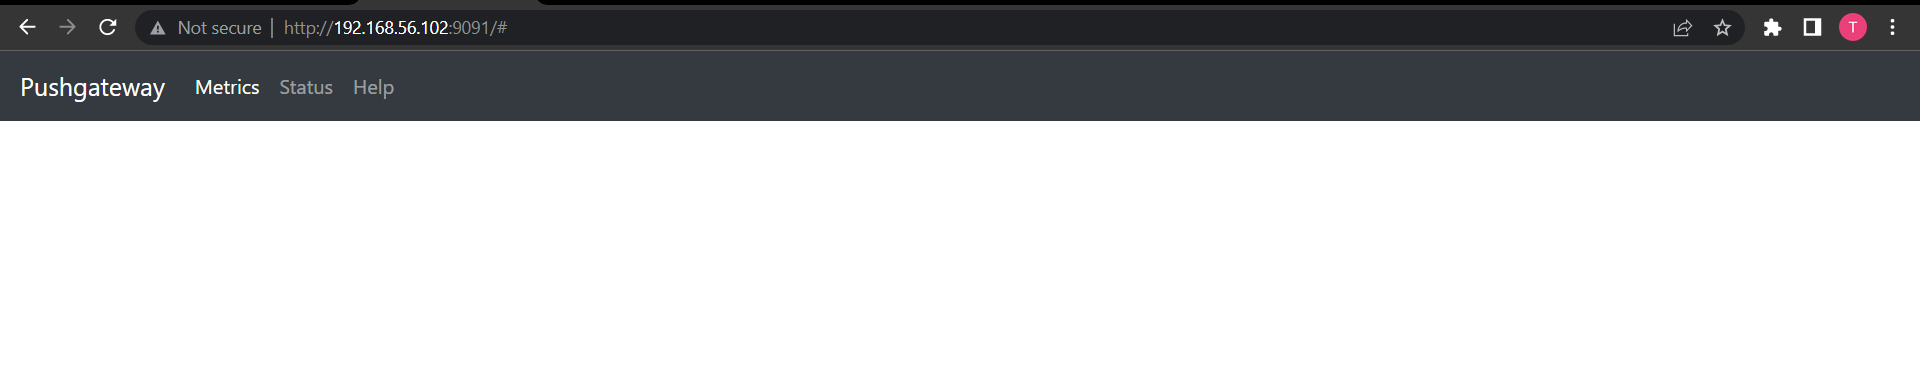 Not secure | http://192.168.56.102:9091/#
T
Pushgateway Metrics Status Help